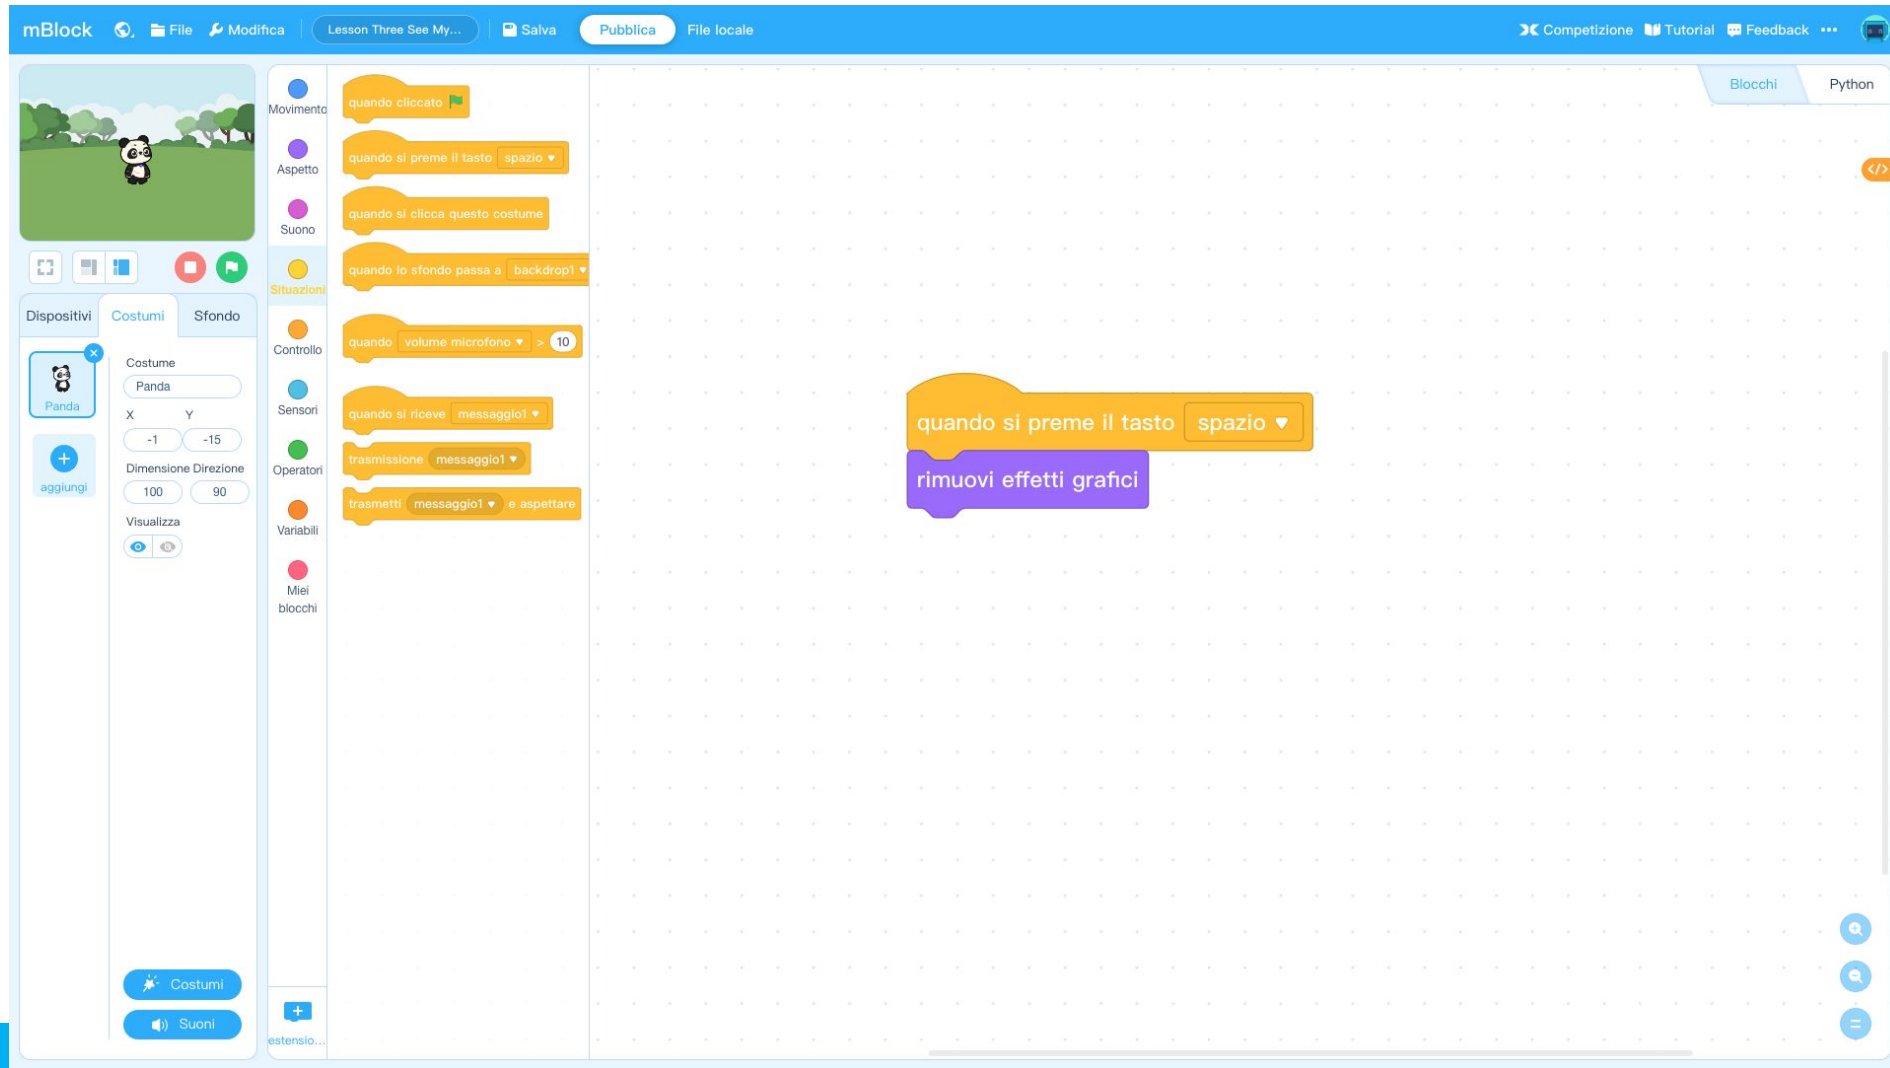 mBlock File Modifica Lesson Three See My... Salva Pubblica File locale Competizione Tutorial Feedback
Blocchi Python
Dispositivi Costumi Sfondo
Panda
aggiungi
Costume
Panda
X Y
-1 -15
Dimensione Direzione
100 90
Visualizza
Costumi
Suoni
Movimento
Aspetto
Suono
Situazioni
Controllo
Sensori
Operatori
Variabili
Miei
blocchi
estensio...
quando cliccato
quando si preme il tasto spazio
quando si clicca questo costume
quando lo sfondo passa a backdrop1
quando volume microfono > 10
quando si riceve messaggio1
trasmissione messaggio1
trasmetti messaggio1 e aspettare
quando si preme il tasto spazio
rimuovi effetti grafici